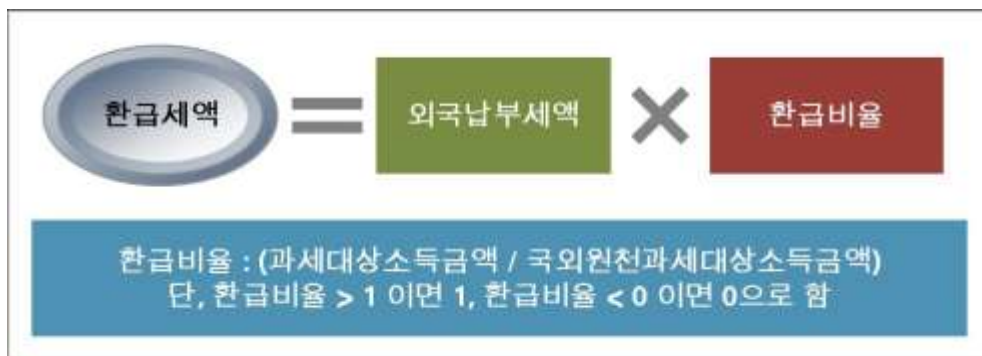 환급세액 = 외국납부세액 × 환급비율
환급비율 : (과세대상소득금액 / 국외원천과세대상소득금액)
단, 환급비율 > 1 이면 1, 환급비율 < 0 이면 0으로 함